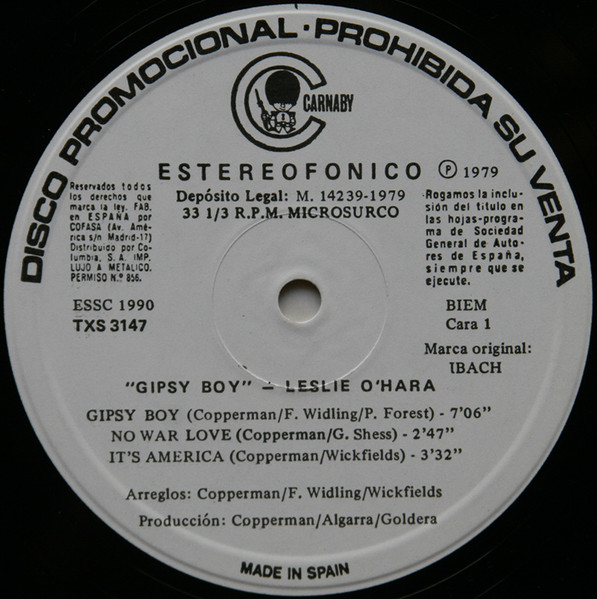 DISCO PROMOCIONAL · PROHIBIDA SU VENTA
CARNABY
ESTEREOFONICO Ⓟ 1979
Depósito Legal: M. 14239-1979
33 1/3 R.P.M. MICROSURCO
Reservados todos
los derechos que
marca la ley. FAB.
en ESPAÑA por
COFASA (Av. Amé-
rica s/n Madrid-17)
Distribuido por Co-
lumbia, S. A. IMP.
LUJO A METALICO.
PERMISO N.º 856.
Rogamos la inclu-
sión del título en
las hojas-progra-
ma de Sociedad
General de Auto-
res de España,
siempre que se
ejecute.
ESSC 1990
TXS 3147
BIEM
Cara 1
Marca original:
IBACH
"GIPSY BOY" – LESLIE O'HARA
GIPSY BOY (Copperman/F. Widling/P. Forest) - 7'06"
NO WAR LOVE (Copperman/G. Shess) - 2'47"
IT'S AMERICA (Copperman/Wickfields) - 3'32"
Arreglos: Copperman/F. Widling/Wickfields
Producción: Copperman/Algarra/Goldera
MADE IN SPAIN